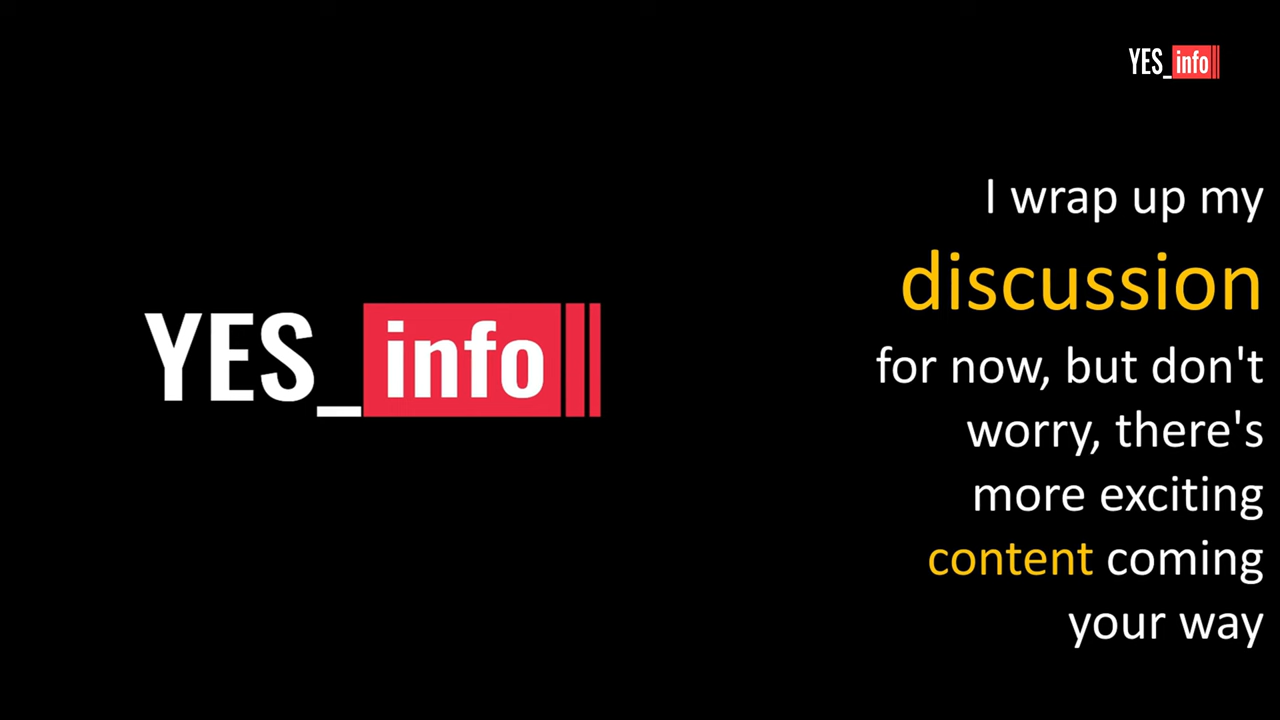 YES_info
YES_info
I wrap up my
discussion
for now, but don't
worry, there's
more exciting
content coming
your way